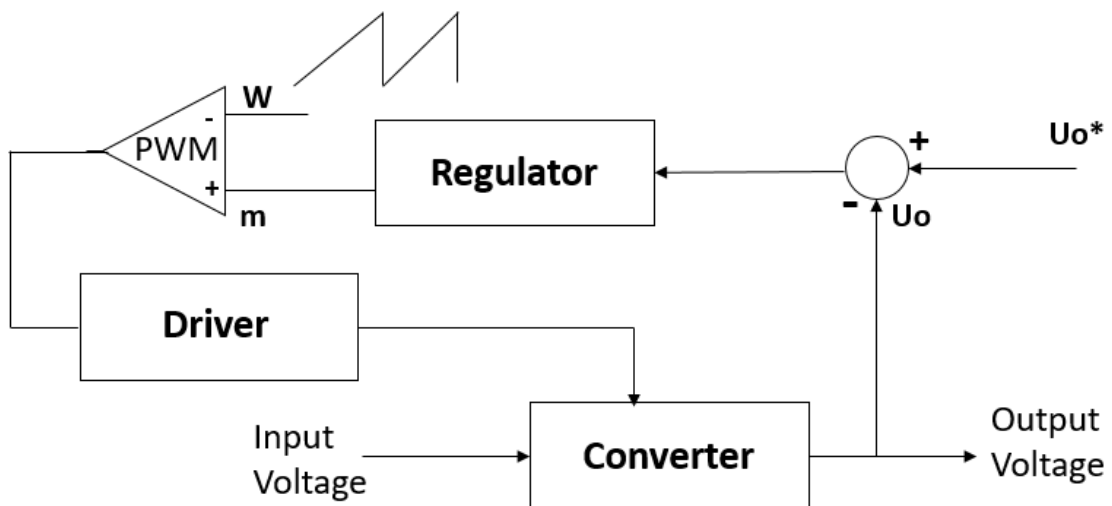 W
-
PWM
+
m
Regulator
+
Uo*
-
Uo
Driver
Input
Voltage
Converter
Output
Voltage